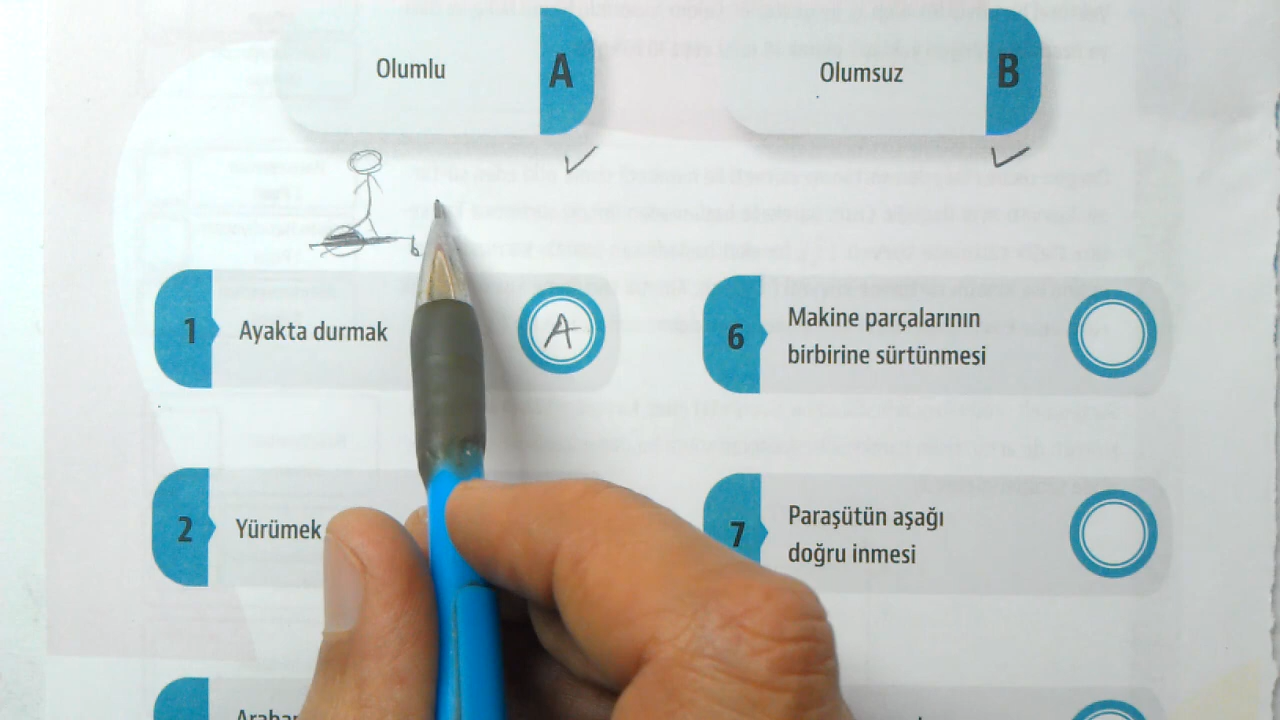 Olumlu A
Olumsuz B
1 Ayakta durmak A
6 Makine parçalarının
birbirine sürtünmesi
2 Yürümek
7 Paraşütün aşağı
doğru inmesi